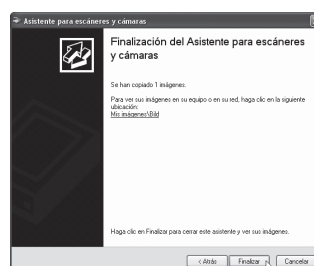 Asistente para escáneres y cámaras
Finalización del Asistente para escáneres
y cámaras
Se han copiado 1 imágenes.
Para ver sus imágenes en su equipo o en su red, haga clic en la siguiente
ubicación:
Mis imágenes\Bild
Haga clic en Finalizar para cerrar este asistente y ver sus imágenes.
< Atrás Finalizar Cancelar